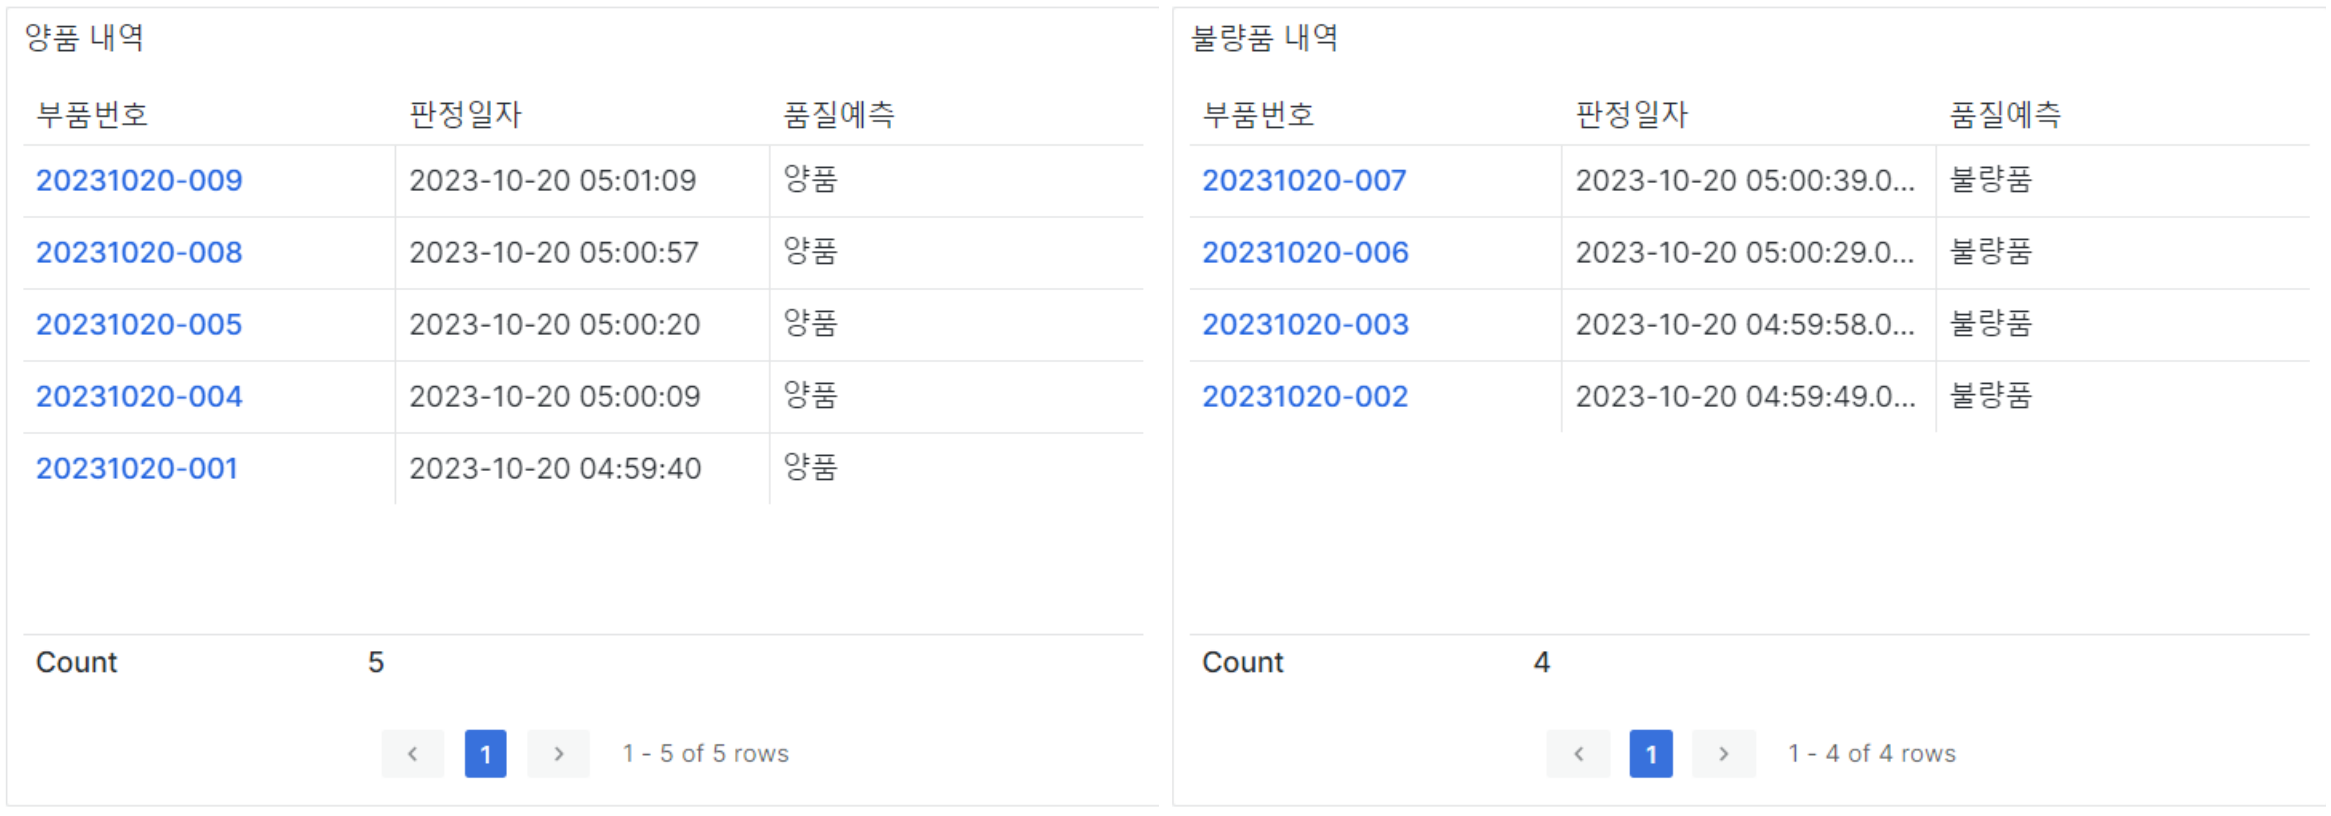 양품 내역
부품번호 판정일자 품질예측
20231020-009 2023-10-20 05:01:09 양품
20231020-008 2023-10-20 05:00:57 양품
20231020-005 2023-10-20 05:00:20 양품
20231020-004 2023-10-20 05:00:09 양품
20231020-001 2023-10-20 04:59:40 양품
Count 5
< 1 > 1 - 5 of 5 rows
불량품 내역
부품번호 판정일자 품질예측
20231020-007 2023-10-20 05:00:39.0... 불량품
20231020-006 2023-10-20 05:00:29.0... 불량품
20231020-003 2023-10-20 04:59:58.0... 불량품
20231020-002 2023-10-20 04:59:49.0... 불량품
Count 4
< 1 > 1 - 4 of 4 rows